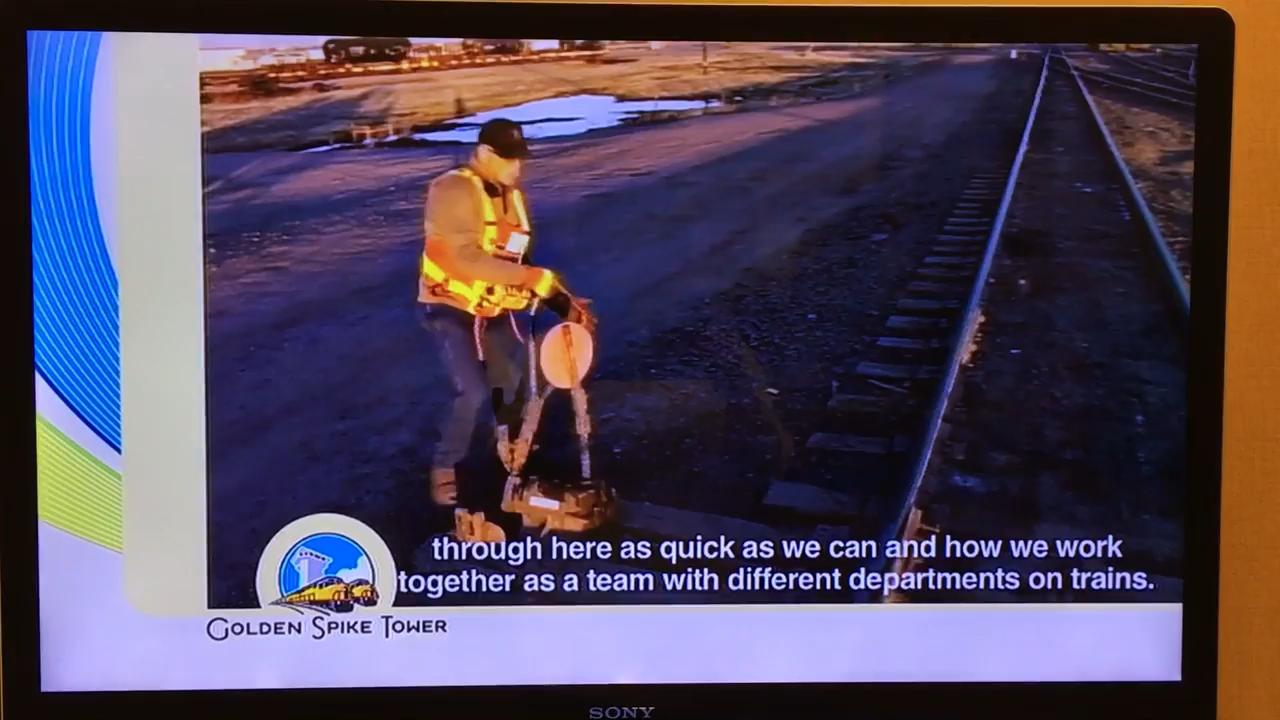 through here as quick as we can and how we work
together as a team with different departments on trains.
GOLDEN SPIKE TOWER
SONY